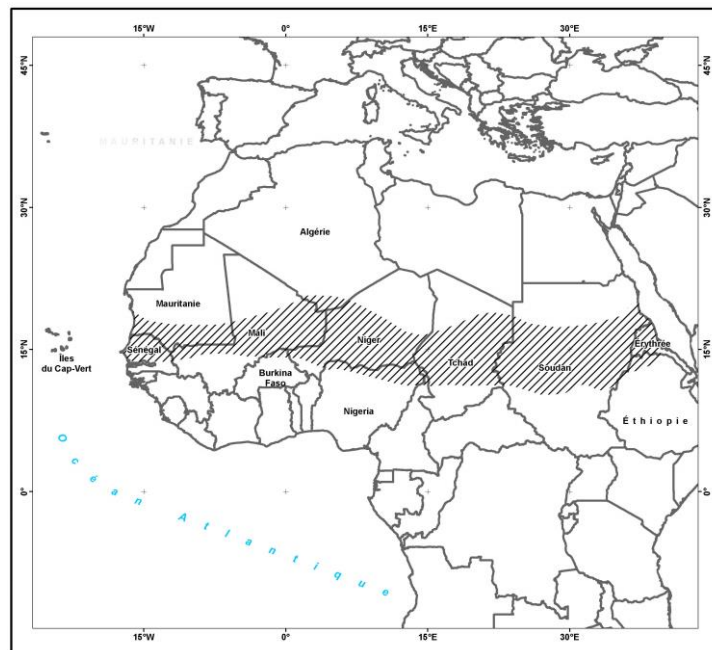 15°W 0° 15°E 30°E
45°N 45°N
MAURITANIE
30°N 30°N
Algérie
Mauritanie
Mali
Niger
15°N 15°N
Sénégal
Tchad
Soudan
Érythrée
Îles
du Cap-Vert
Burkina
Faso
Nigeria
Éthiopie
Océan Atlantique
0° 0°
15°W 0° 15°E 30°E